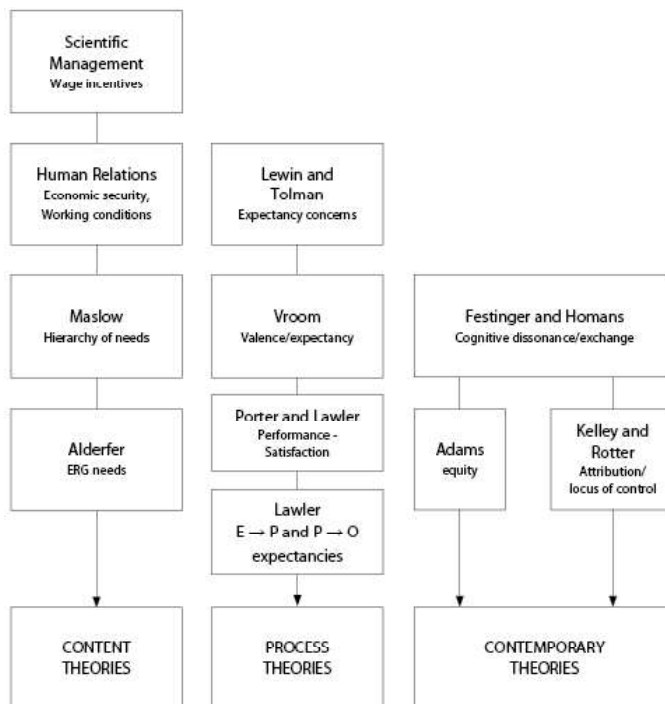 Scientific
Management
Wage incentives
Human Relations
Economic security,
Working conditions
Lewin and
Tolman
Expectancy concerns
Maslow
Hierarchy of needs
Vroom
Valence/expectancy
Festinger and Homans
Cognitive dissonance/exchange
Alderfer
ERG needs
Porter and Lawler
Performance -
Satisfaction
Adams
equity
Kelley and
Rotter
Attribution/
locus of control
Lawler
E → P and P → O
expectancies
CONTENT
THEORIES
PROCESS
THEORIES
CONTEMPORARY
THEORIES